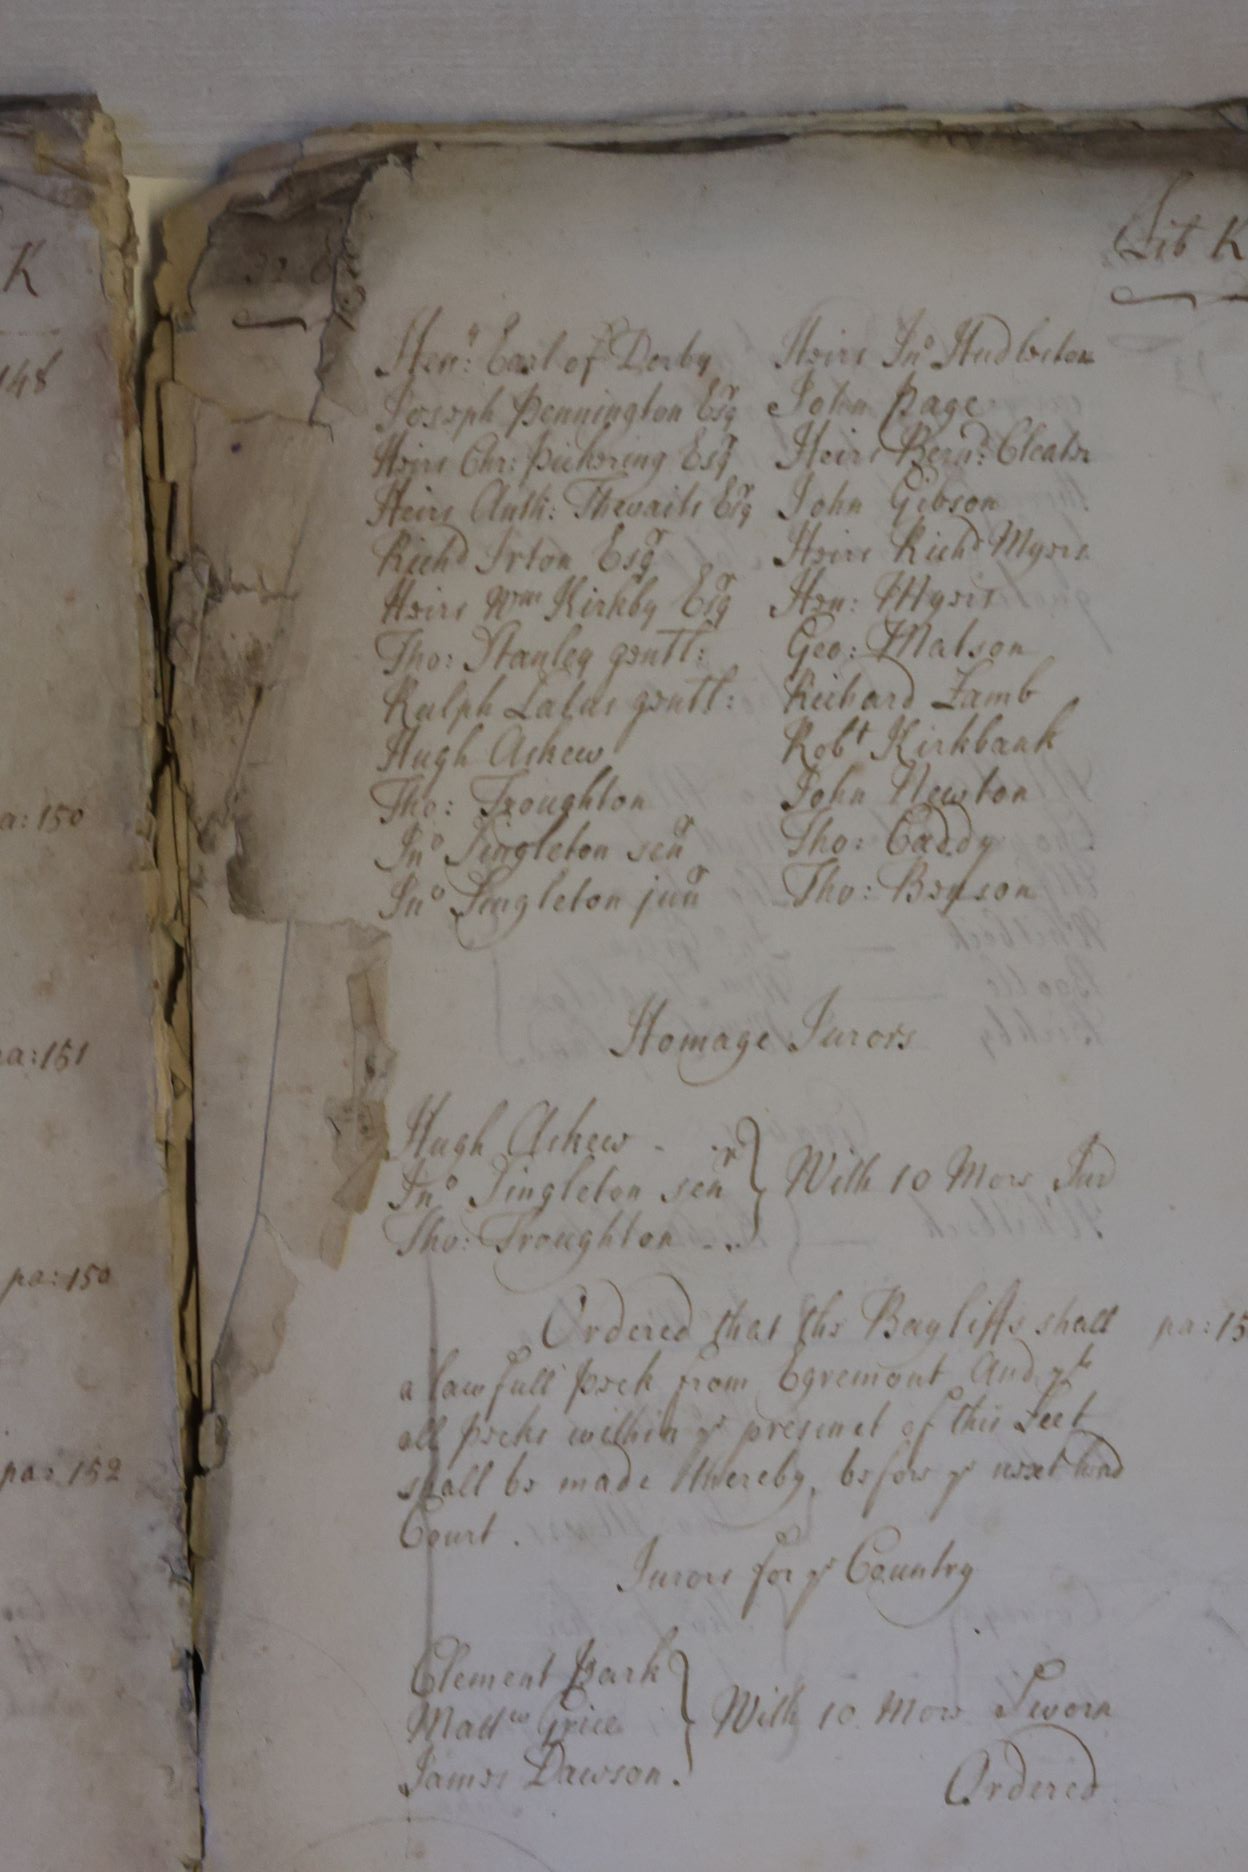 K
148
a: 150
a: 151
pa: 150
pa: 152
Lib K
Henry: Earl of Derby
Joseph Pennington Esqr
Heirs Chr: Pickering Esqr
Heirs Anth: Thwaits Esqr
Richd Irton Esqr
Heirs Wm Kirkby Esqr
Tho: Stanley gentl:
Ralph Latus gentl:
Hugh Askew
Tho: Troughton
Jno Singleton senr
Jno Singleton junr
Heirs Jno Hudleston
John Page
Heirs Bernd: Cleator
John Gibson
Heirs Richd Myers
Hen: Myers
Geo: Matson
Richard Lamb
Robt Kirkbank
John Newton
Tho: Caddy
Tho: Benson
Homage Jurors
Hugh Askew
Jno Singleton senr
Tho: Troughton
With 10 More Jurd
Ordered that the Bayliffs shall
a lawfull peck from Egremont And yt
all pecks within ye precinct of this Leet
shall be made thereby, before ye next head
Court.
pa: 15
Jurors for ye Country
Clement Park
Mattw Grice
James Dawson.
With 10 More Sworn
Ordered